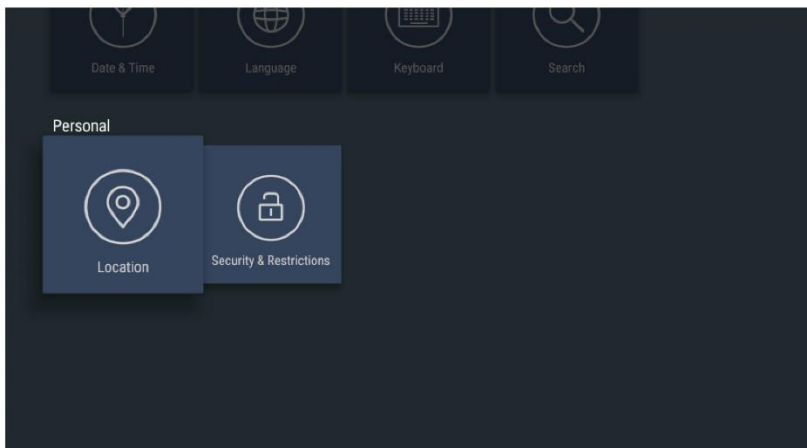 Date & Time
Language
Keyboard
Search
Personal
Location
Security & Restrictions